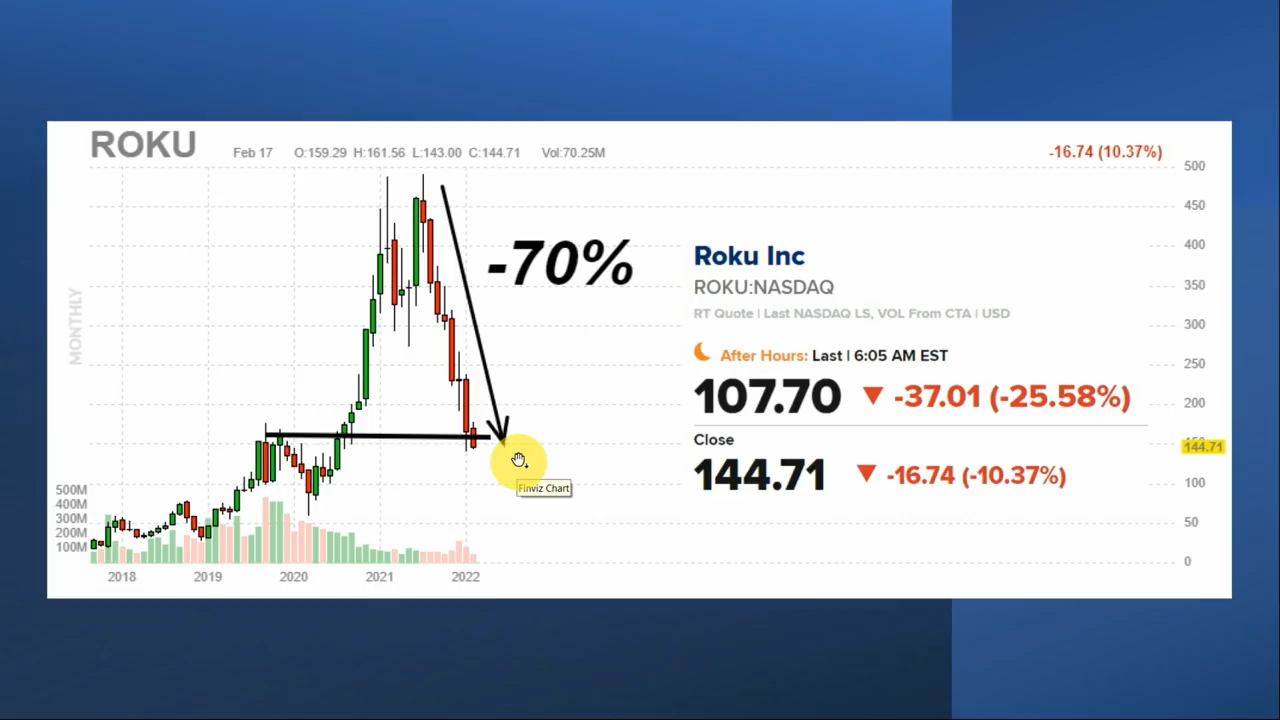 ROKU Feb 17 O:159.29 H:161.56 L:143.00 C:144.71 Vol:70.25M -16.74 (10.37%)
500
450
400
350
300
250
200
150
144.71
100
50
0
-70%
MONTHLY
Roku Inc
ROKU:NASDAQ
RT Quote | Last NASDAQ LS, VOL From CTA | USD
After Hours: Last | 6:05 AM EST
107.70 ▼ -37.01 (-25.58%)
Close
144.71 ▼ -16.74 (-10.37%)
Finviz Chart
500M
400M
300M
200M
100M
2018 2019 2020 2021 2022